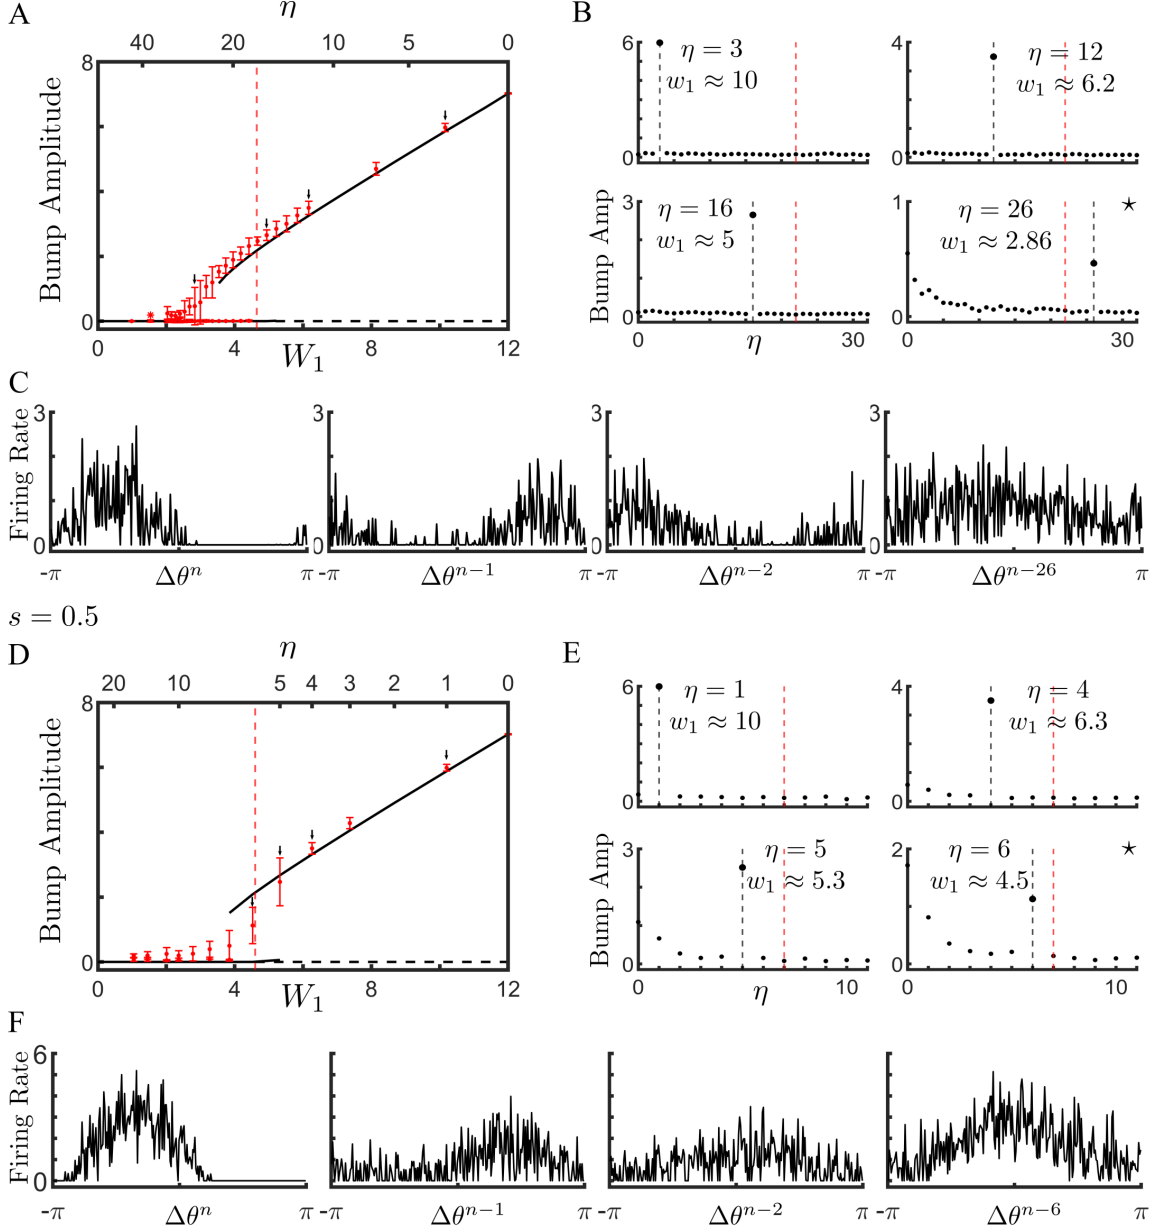 A
η
40 20 10 5 0
8
4
0
Bump Amplitude
0 4 8 12
W₁
B
6
0
η = 3
w₁ ≈ 10
4
0
η = 12
w₁ ≈ 6.2
Bump Amp
3
0
η = 16
w₁ ≈ 5
0 η 30
1
0
η = 26
w₁ ≈ 2.86
★
0 30
C
Firing Rate
3 3 3 3
0 0 0 0
-π Δθⁿ π -π Δθⁿ⁻¹ π -π Δθⁿ⁻² π -π Δθⁿ⁻²⁶ π
s = 0.5
D
η
20 10 5 4 3 2 1 0
8
4
0
Bump Amplitude
0 4 8 12
W₁
E
6
0
η = 1
w₁ ≈ 10
4
0
η = 4
w₁ ≈ 6.3
Bump Amp
3
0
η = 5
w₁ ≈ 5.3
0 η 10
2
0
η = 6
w₁ ≈ 4.5
★
0 10
F
Firing Rate
6
4
2
0
-π Δθⁿ π -π Δθⁿ⁻¹ π -π Δθⁿ⁻² π -π Δθⁿ⁻⁶ π